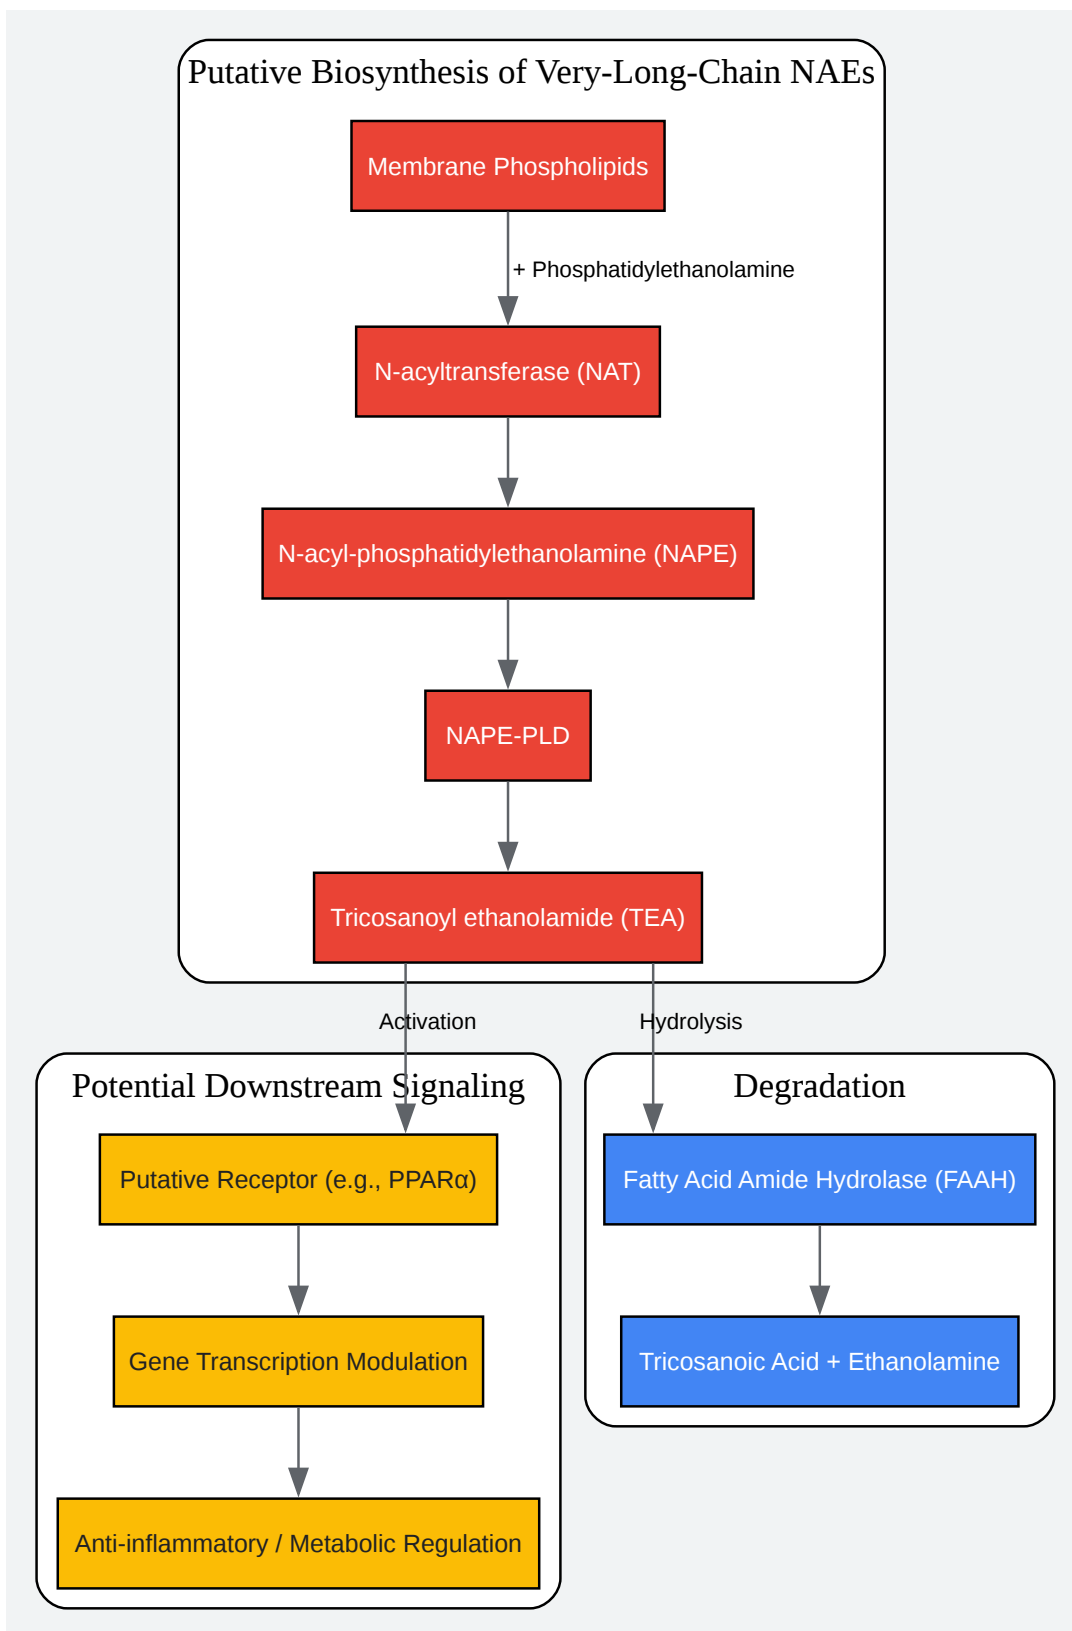 Putative Biosynthesis of Very-Long-Chain NAEs
Membrane Phospholipids
+ Phosphatidylethanolamine
N-acyltransferase (NAT)
N-acyl-phosphatidylethanolamine (NAPE)
NAPE-PLD
Tricosanoyl ethanolamide (TEA)
Activation
Hydrolysis
Potential Downstream Signaling
Putative Receptor (e.g., PPARα)
Gene Transcription Modulation
Anti-inflammatory / Metabolic Regulation
Degradation
Fatty Acid Amide Hydrolase (FAAH)
Tricosanoic Acid + Ethanolamine